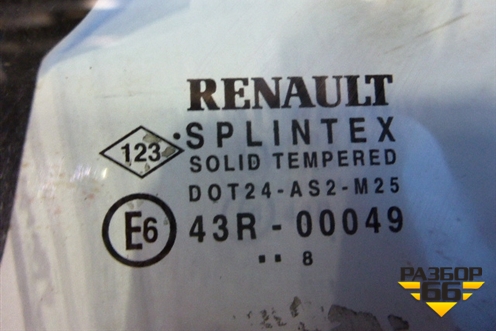 RENAULT
123 SPLINTEX
SOLID TEMPERED
DOT24-AS2-M25
E6 43R-00049
.. 8
РАЗБОР
66